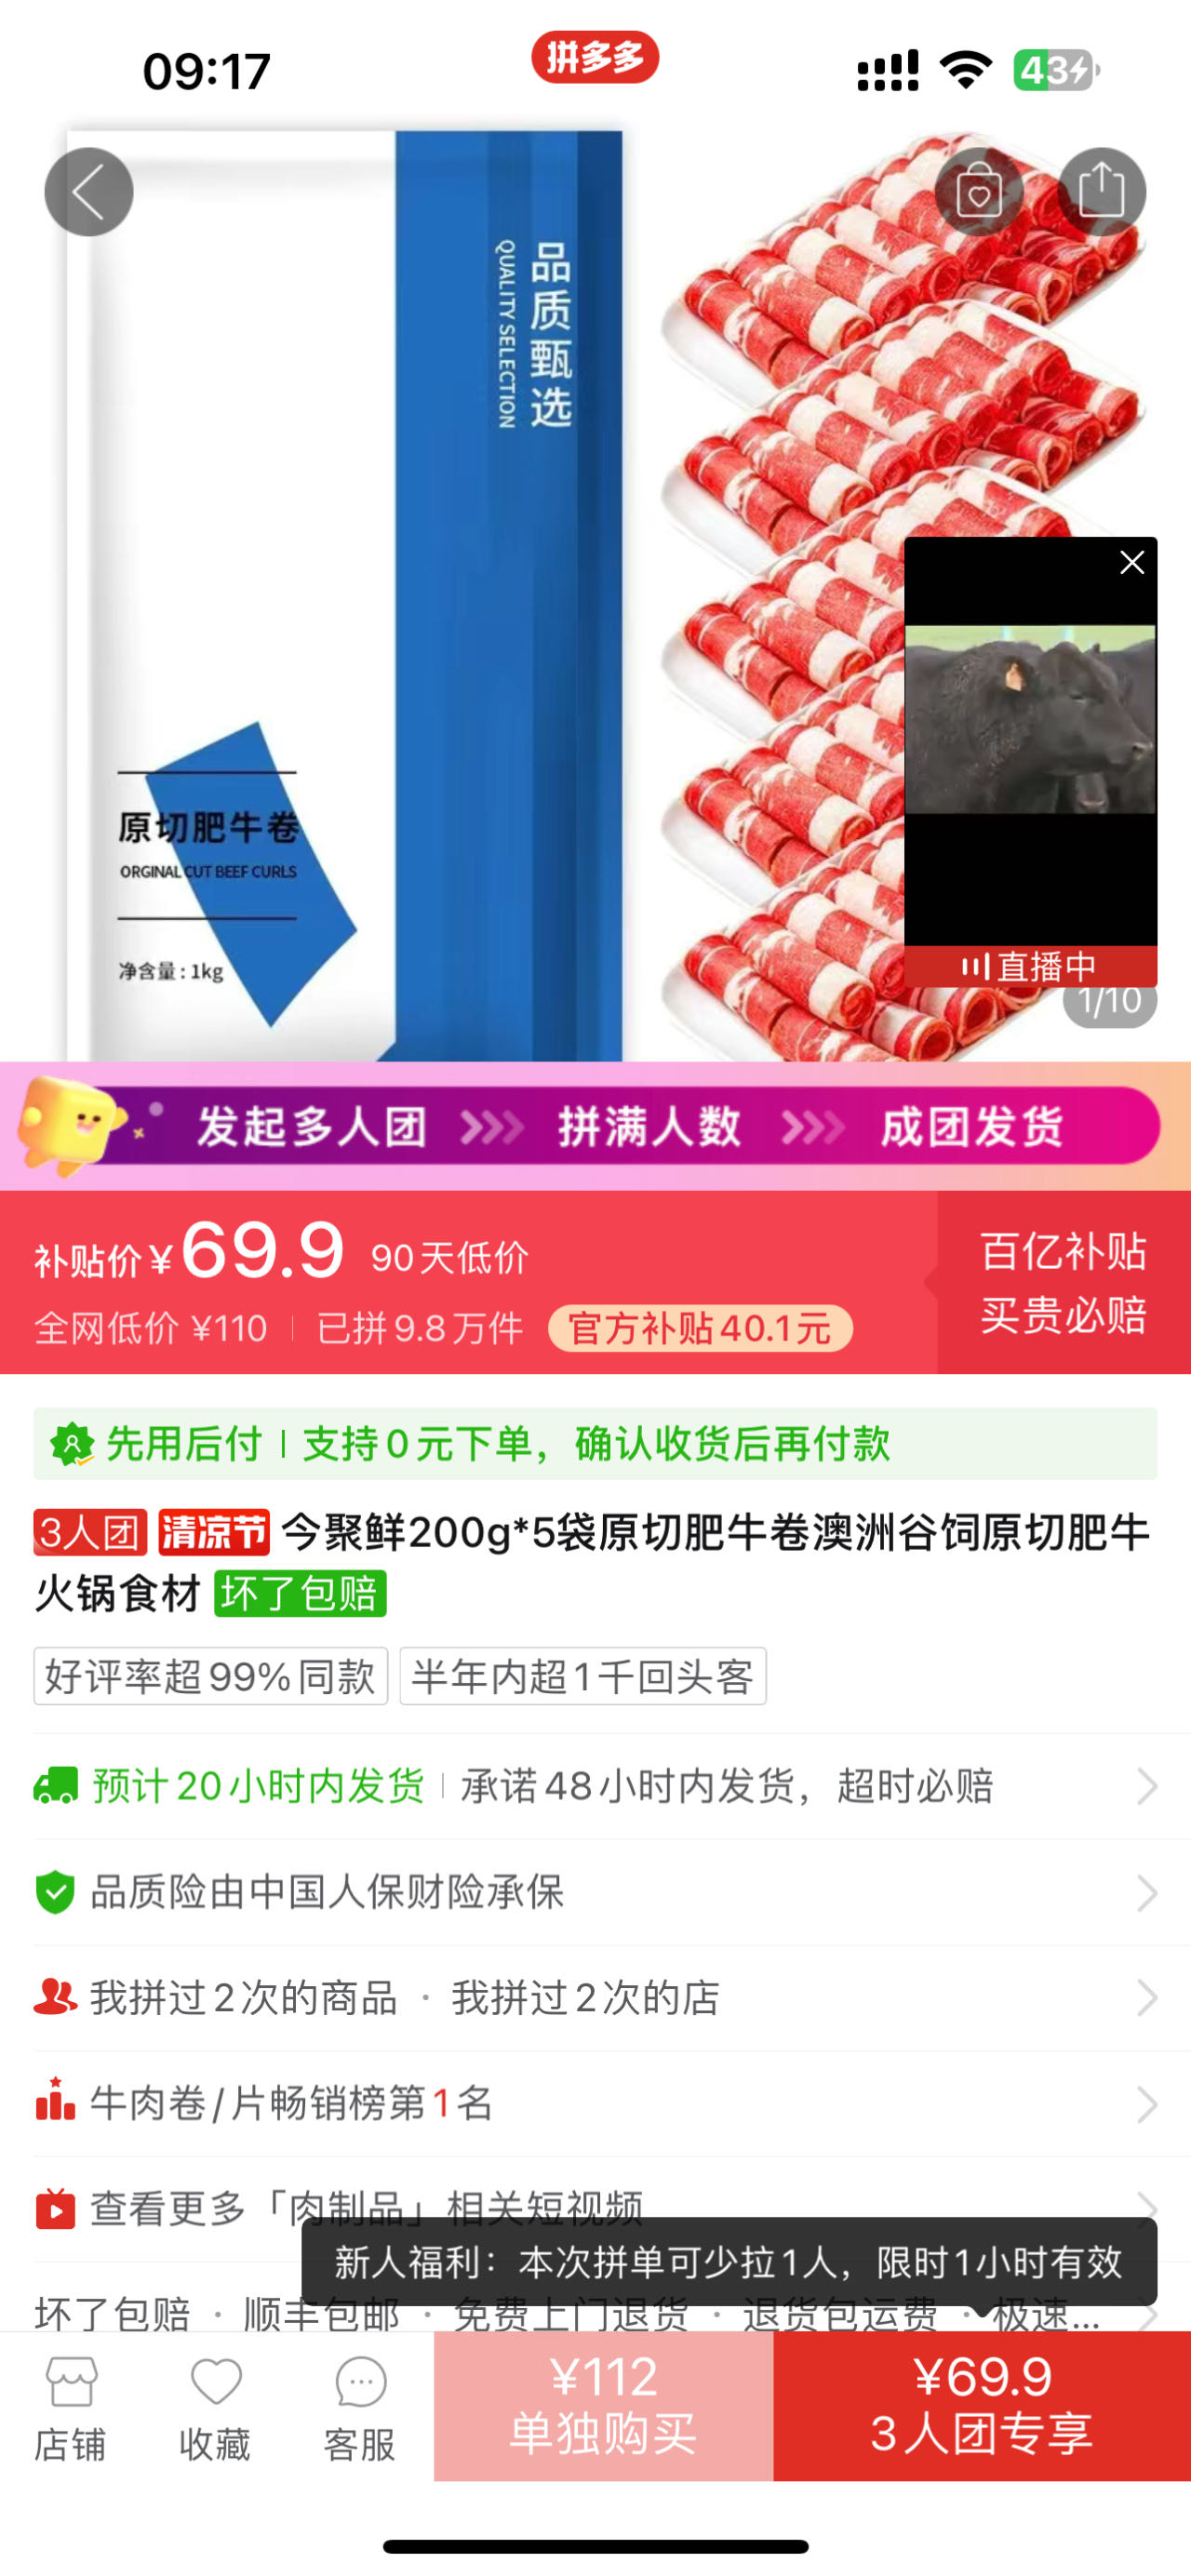 09:17
拼多多
43
品质甄选
QUALITY SELECTION
原切肥牛卷
ORGINAL CUT BEEF CURLS
净含量:1kg
直播中
1/10
发起多人团 拼满人数 成团发货
补贴价¥69.9 90天低价
全网低价 ¥110 已拼9.8万件 官方补贴40.1元
百亿补贴
买贵必赔
先用后付 | 支持0元下单，确认收货后再付款
3人团 清凉节 今聚鲜200g*5袋原切肥牛卷澳洲谷饲原切肥牛
火锅食材 坏了包赔
好评率超99%同款 半年内超1千回头客
预计20小时内发货 | 承诺48小时内发货，超时必赔
品质险由中国人保财险承保
我拼过2次的商品 · 我拼过2次的店
牛肉卷/片畅销榜第1名
查看更多「肉制品」相关短视频
新人福利：本次拼单可少拉1人，限时1小时有效
坏了包赔 · 顺丰包邮 · 免费上门退货 · 退货包运费 · 极速...
店铺
收藏
客服
¥112
单独购买
¥69.9
3人团专享